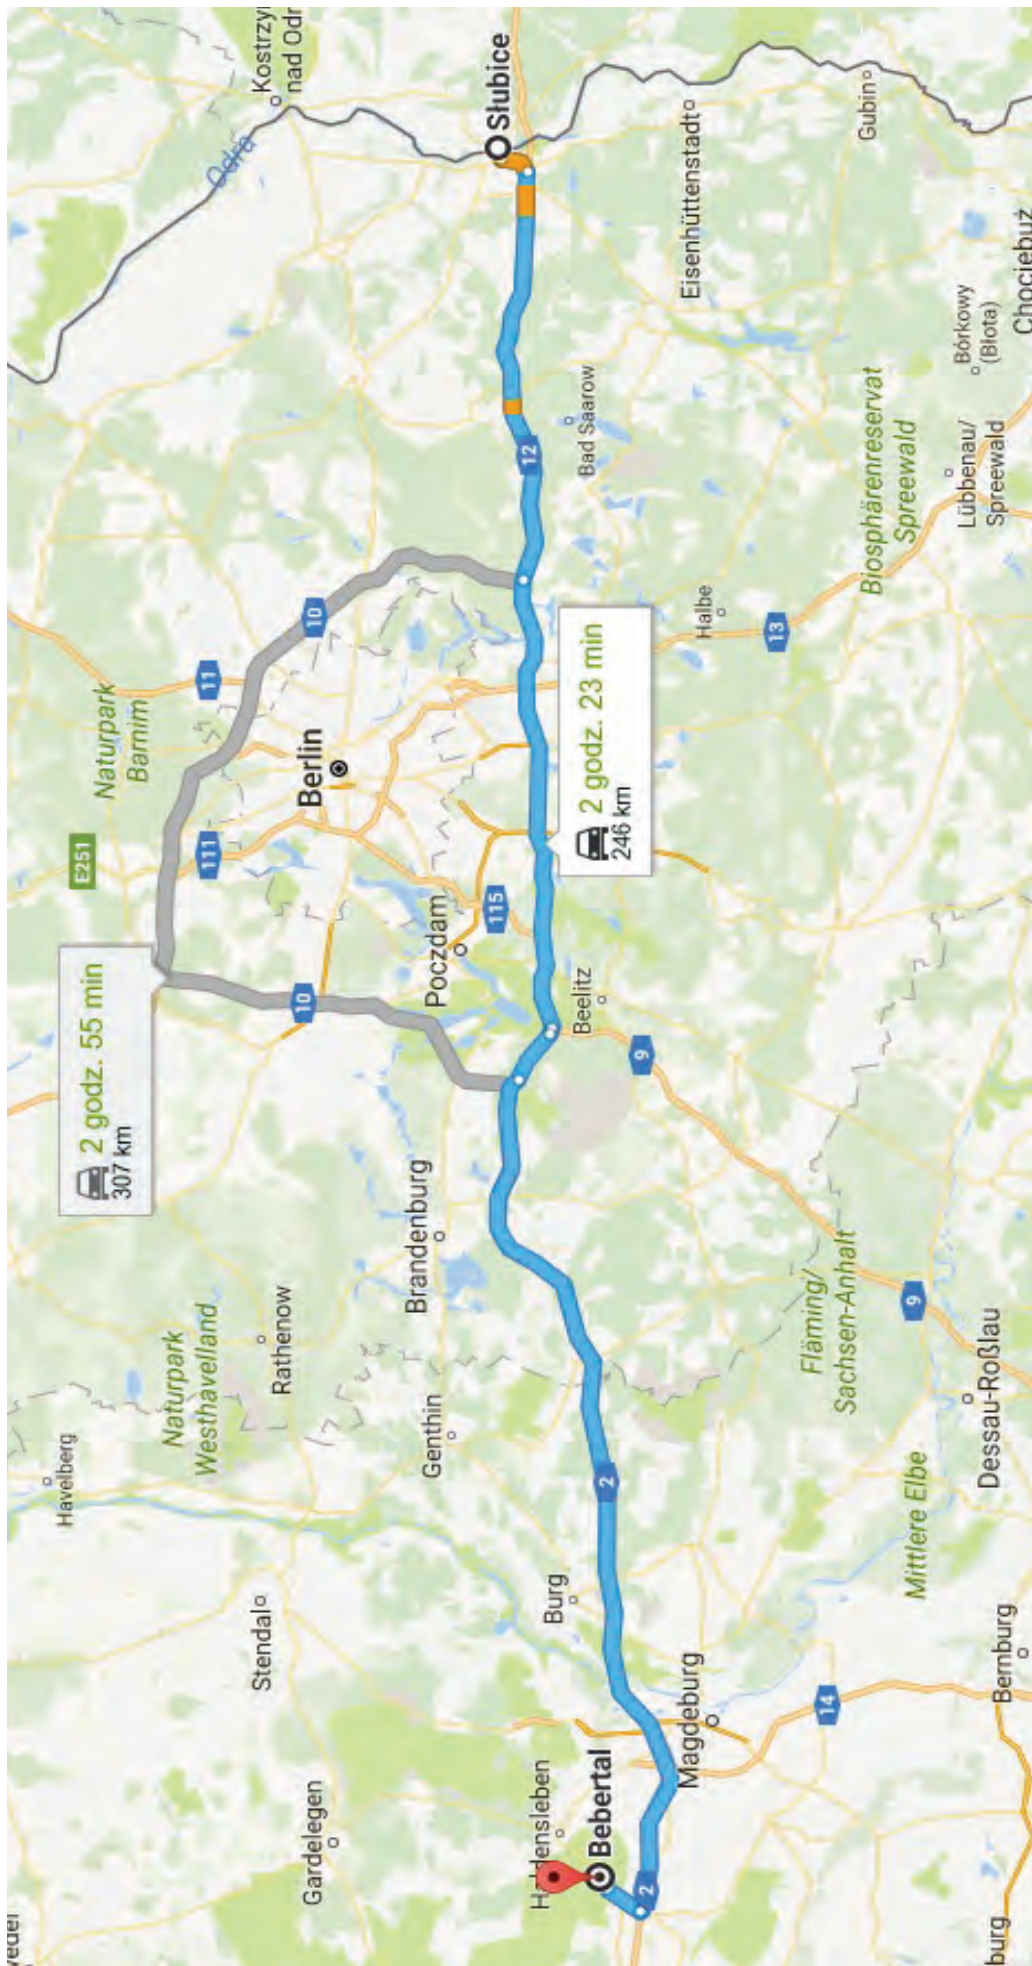 Havelberg
2 godz. 55 min
307 km
E251
Naturpark
Barnim
Naturpark
Westhavelland
111
11
Odra
Stendal
Rathenow
Kostrzy
nad Odr
10
10
Gardelegen
Berlin
Brandenburg
Genthin
Poczdam
115
Słubice
12
Burg
Bebertal
Beelitz
2 godz. 23 min
246 km
Bad Saarow
2
2
9
Magdeburg
Halbe
Eisenhüttenstadt
13
14
Fläming/
Sachsen-Anhalt
Gubin
Biosphärenreservat
Spreewald
Mittlere Elbe
9
Lübbenau/
Spreewald
Bórkowy
(Błota)
Dessau-Roßlau
Bernburg
Chociebuż
burg